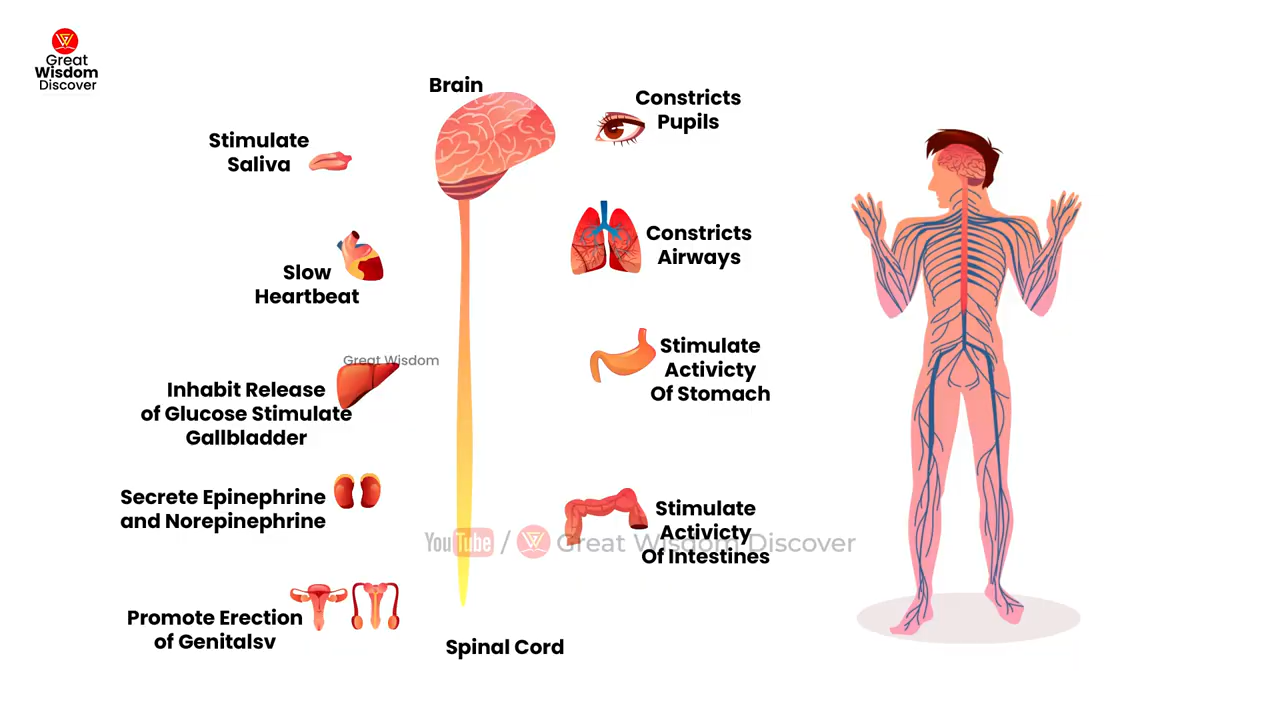 Great
Wisdom
Discover
Brain
Constricts
Pupils
Stimulate
Saliva
Constricts
Airways
Slow
Heartbeat
Great Wisdom
Stimulate
Activicty
Of Stomach
Inhabit Release
of Glucose Stimulate
Gallbladder
Secrete Epinephrine
and Norepinephrine
Stimulate
Activicty
Of Intestines
YouTube / Great Wisdom Discover
Promote Erection
of Genitalsv
Spinal Cord